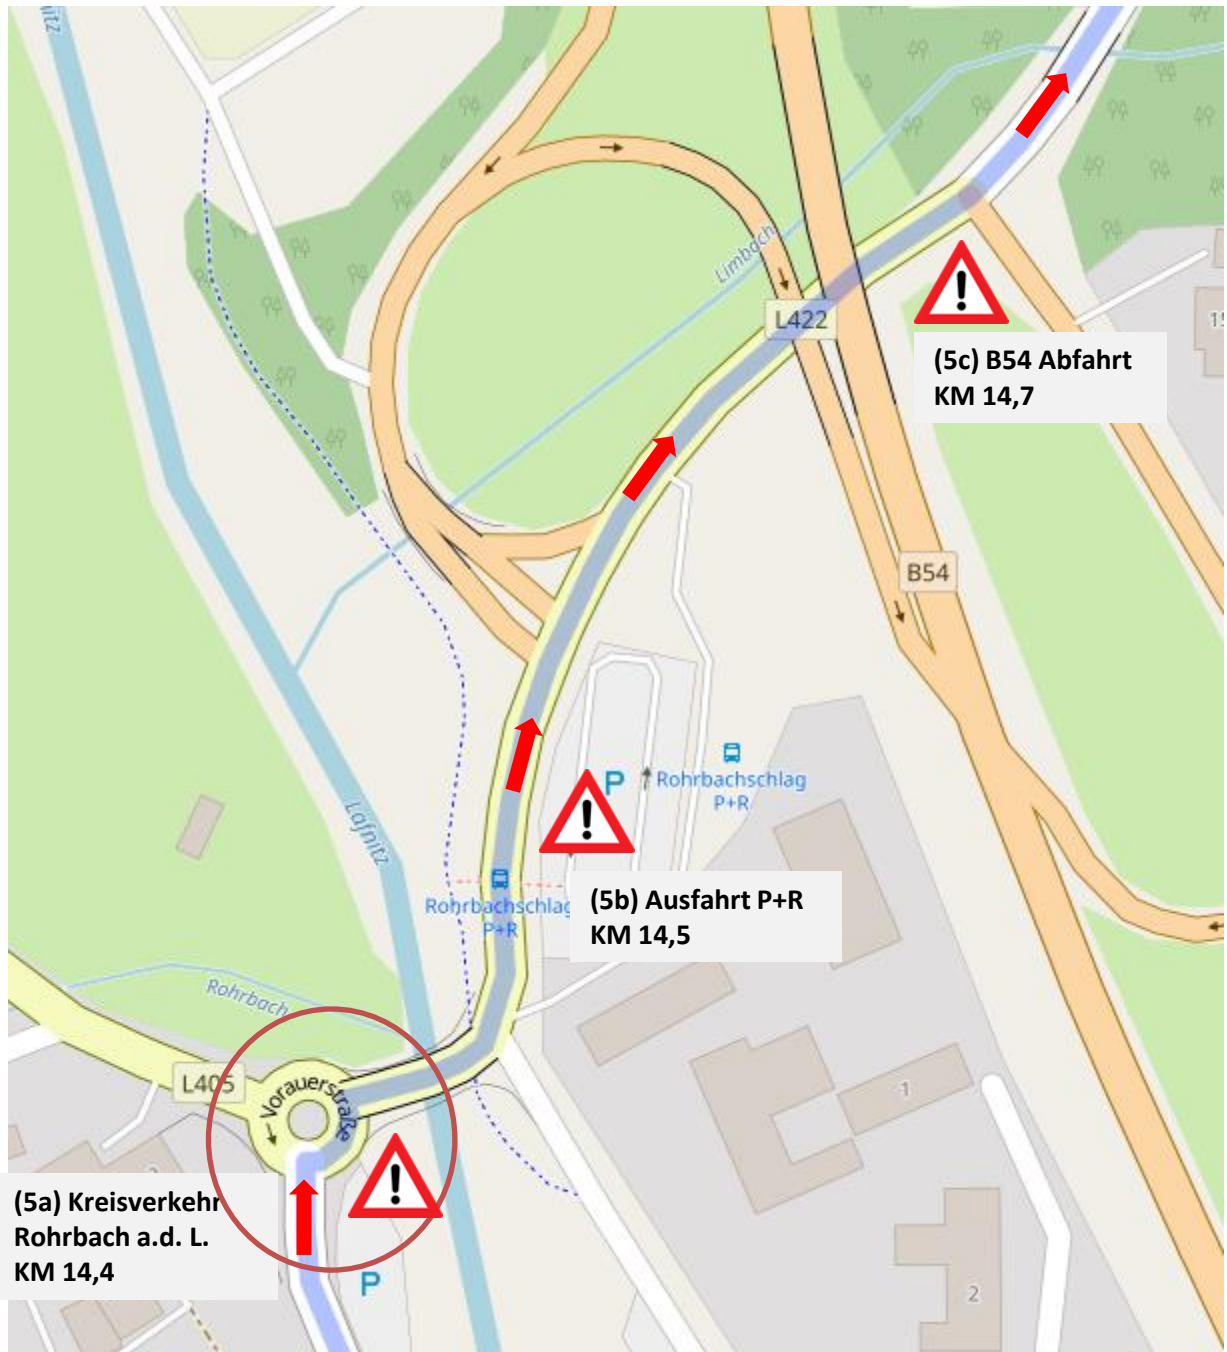 Limbach
L422
(5c) B54 Abfahrt
KM 14,7
B54
P
Rohrbachschlag
P+R
Lafnitz
Rohrbachschlag
P+R
(5b) Ausfahrt P+R
KM 14,5
Rohrbach
L405
Vorauerstraße
1
(5a) Kreisverkehr
Rohrbach a.d. L.
KM 14,4
P
2